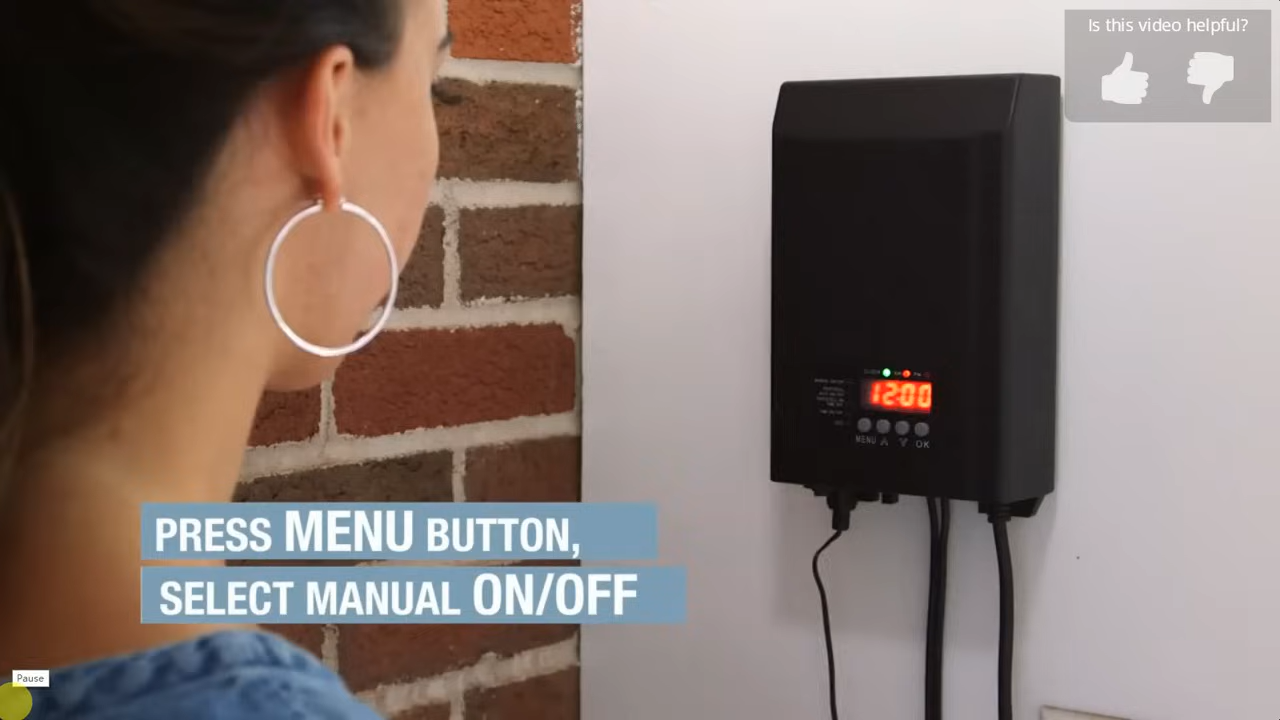 Is this video helpful?
12:00
MENU
OK
PRESS MENU BUTTON,
SELECT MANUAL ON/OFF
Pause